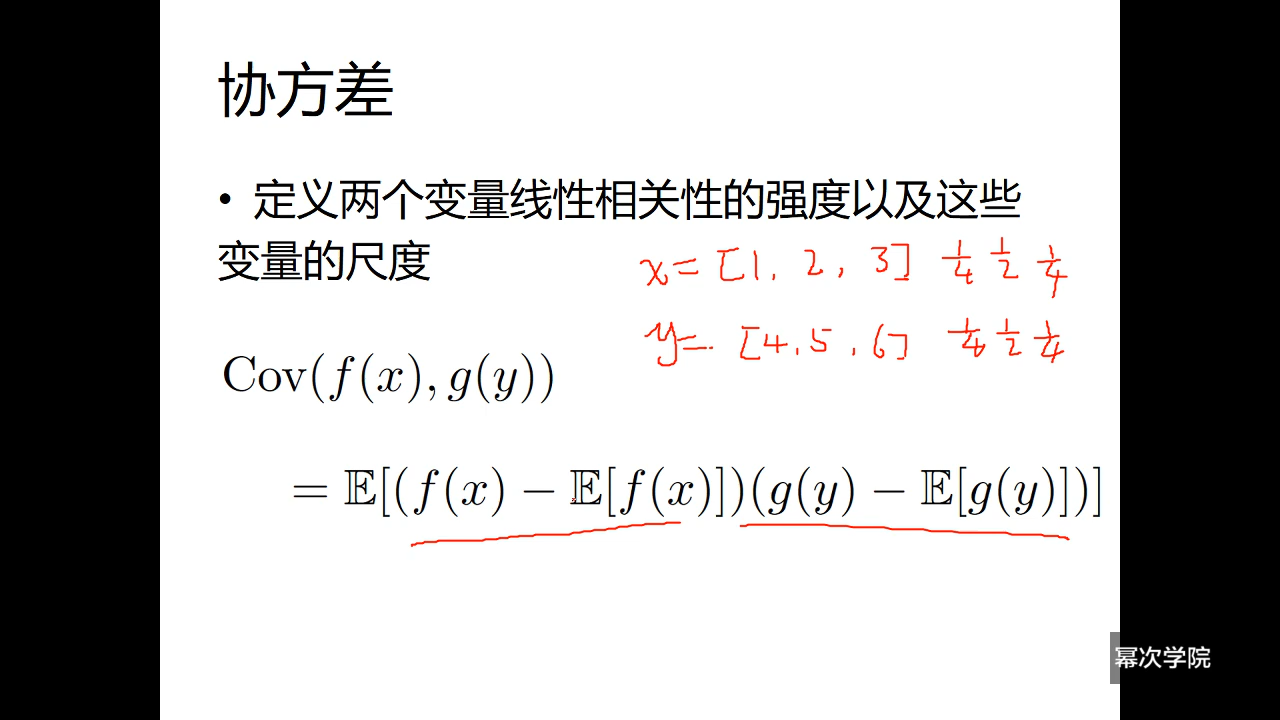 协方差
• 定义两个变量线性相关性的强度以及这些
变量的尺度
x = [1, 2, 3] 1/4 1/2 1/4
y = [4, 5, 6] 1/4 1/2 1/4
Cov(f(x), g(y))
= 𝔼[(f(x) − 𝔼[f(x)])(g(y) − 𝔼[g(y)])]
幂次学院